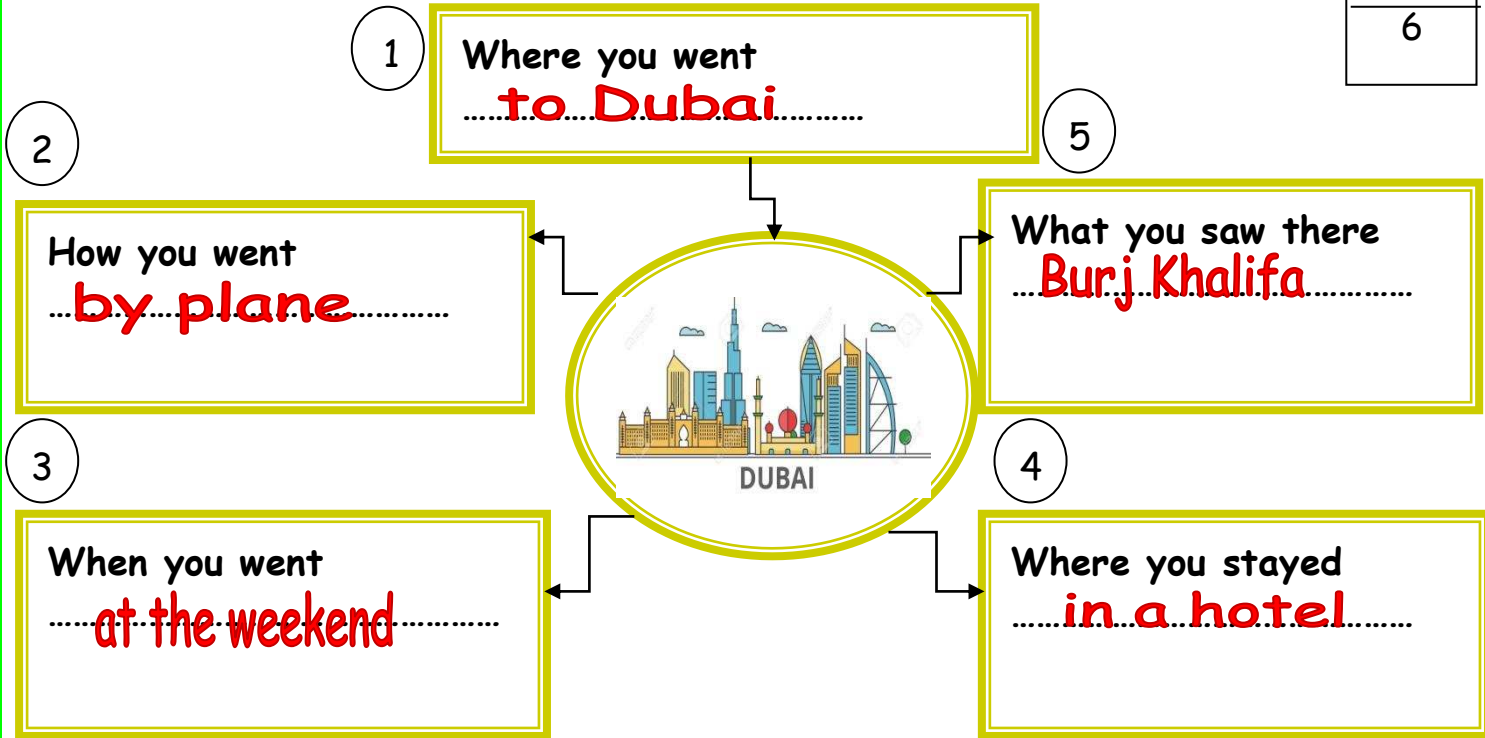 6
1
Where you went
to Dubai
2
How you went
by plane
3
When you went
at the weekend
4
Where you stayed
in a hotel
5
What you saw there
Burj Khalifa
DUBAI